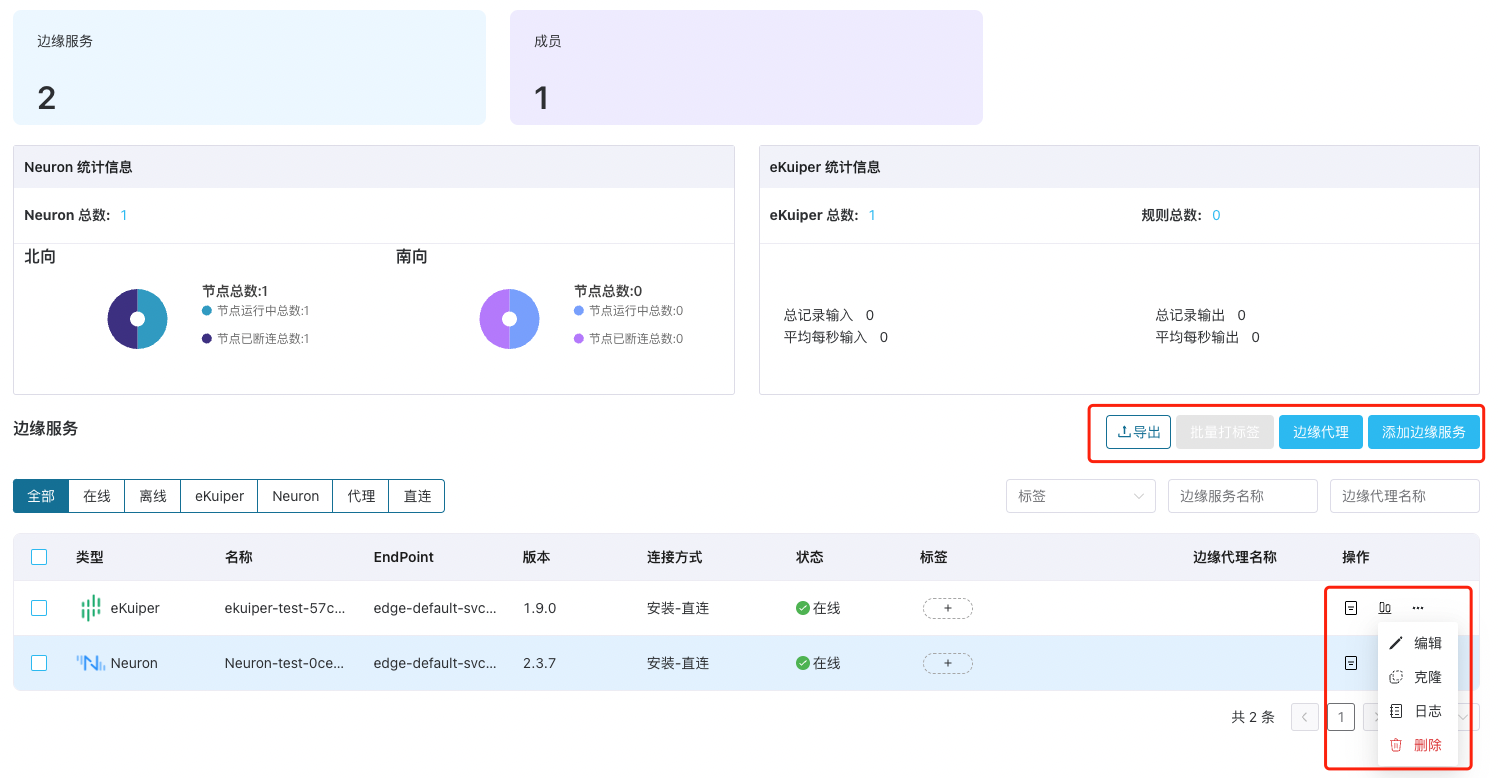 边缘服务
2
成员
1
Neuron 统计信息
Neuron 总数: 1
北向
节点总数:1
节点运行中总数:1
节点已断连总数:1
南向
节点总数:0
节点运行中总数:0
节点已断连总数:0
eKuiper 统计信息
eKuiper 总数: 1 规则总数: 0
总记录输入 0 总记录输出 0
平均每秒输入 0 平均每秒输出 0
边缘服务 导出 批量打标签 边缘代理 添加边缘服务
全部 在线 离线 eKuiper Neuron 代理 直连 标签 边缘服务名称 边缘代理名称
类型 名称 EndPoint 版本 连接方式 状态 标签 边缘代理名称 操作
eKuiper ekuiper-test-57c... edge-default-svc... 1.9.0 安装-直连 在线 + ...
Neuron Neuron-test-0ce... edge-default-svc... 2.3.7 安装-直连 在线 +
编辑
克隆
日志
删除
共 2 条 1